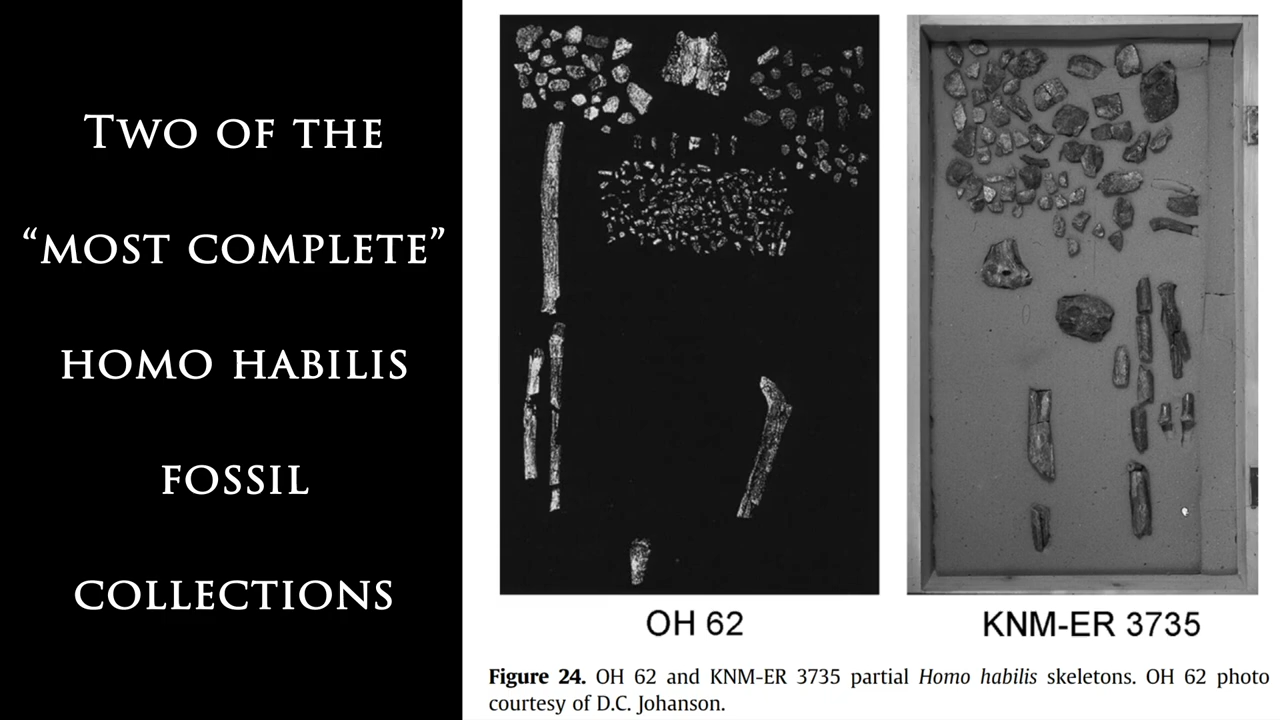 Two of the
“most complete”
homo habilis
fossil
collections
OH 62
KNM-ER 3735
Figure 24. OH 62 and KNM-ER 3735 partial Homo habilis skeletons. OH 62 photo
courtesy of D.C. Johanson.